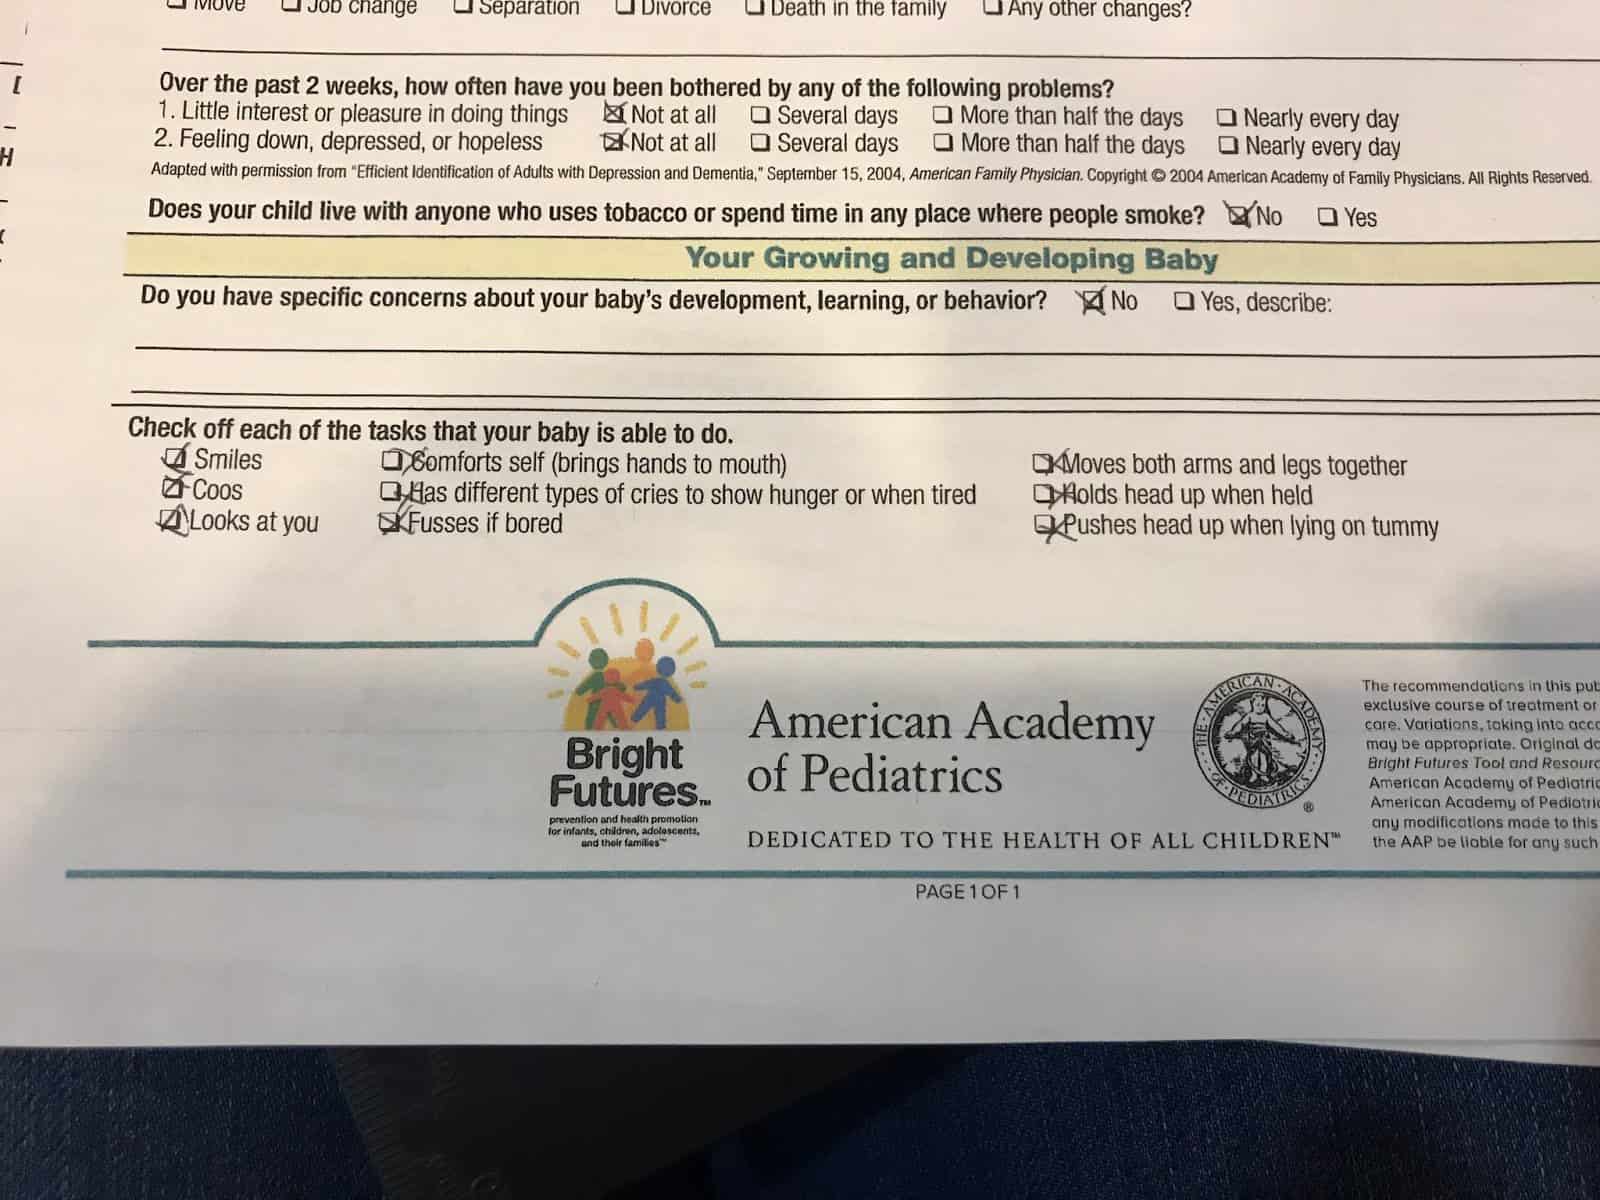 Move Job change Separation Divorce Death in the family Any other changes?
Over the past 2 weeks, how often have you been bothered by any of the following problems?
1. Little interest or pleasure in doing things Not at all Several days More than half the days Nearly every day
2. Feeling down, depressed, or hopeless Not at all Several days More than half the days Nearly every day
Adapted with permission from "Efficient Identification of Adults with Depression and Dementia," September 15, 2004, American Family Physician. Copyright © 2004 American Academy of Family Physicians. All Rights Reserved.
Does your child live with anyone who uses tobacco or spend time in any place where people smoke? No Yes
Your Growing and Developing Baby
Do you have specific concerns about your baby's development, learning, or behavior? No Yes, describe:
Check off each of the tasks that your baby is able to do.
Smiles Comforts self (brings hands to mouth) Moves both arms and legs together
Coos Has different types of cries to show hunger or when tired Holds head up when held
Looks at you Fusses if bored Pushes head up when lying on tummy
Bright
Futures™
prevention and health promotion
for infants, children, adolescents,
and their families™
American Academy
of Pediatrics
DEDICATED TO THE HEALTH OF ALL CHILDREN™
THE AMERICAN ACADEMY OF PEDIATRICS ®
The recommendations in this pub
exclusive course of treatment or
care. Variations, taking into acco
may be appropriate. Original do
Bright Futures Tool and Resourc
American Academy of Pediatric
American Academy of Pediatric
any modifications made to this
the AAP be liable for any such
PAGE 1 OF 1